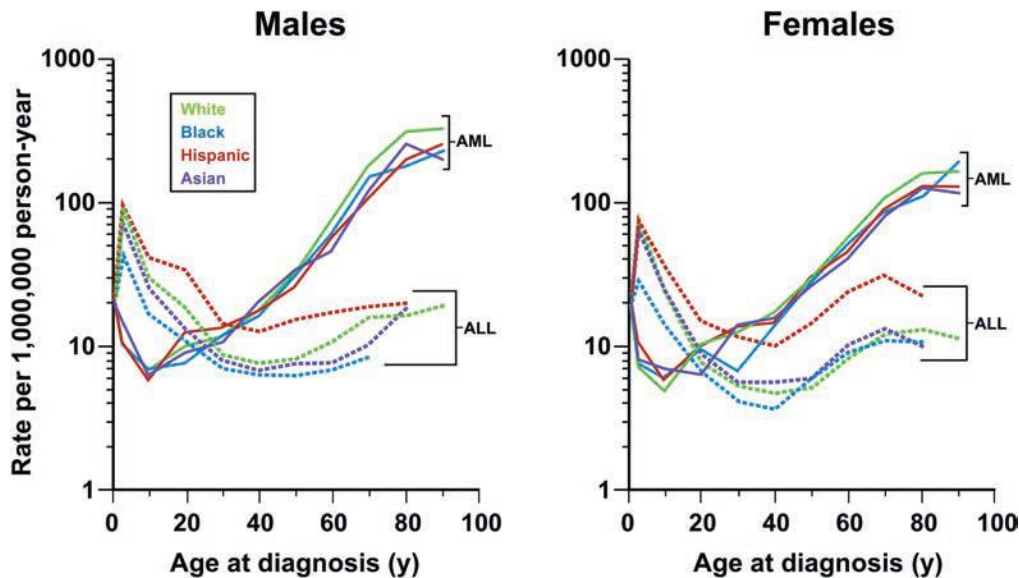 Males
Females
Rate per 1,000,000 person-year
1000
100
10
1
White
Black
Hispanic
Asian
AML
ALL
0
20
40
60
80
100
Age at diagnosis (y)
1000
100
10
1
AML
ALL
0
20
40
60
80
100
Age at diagnosis (y)